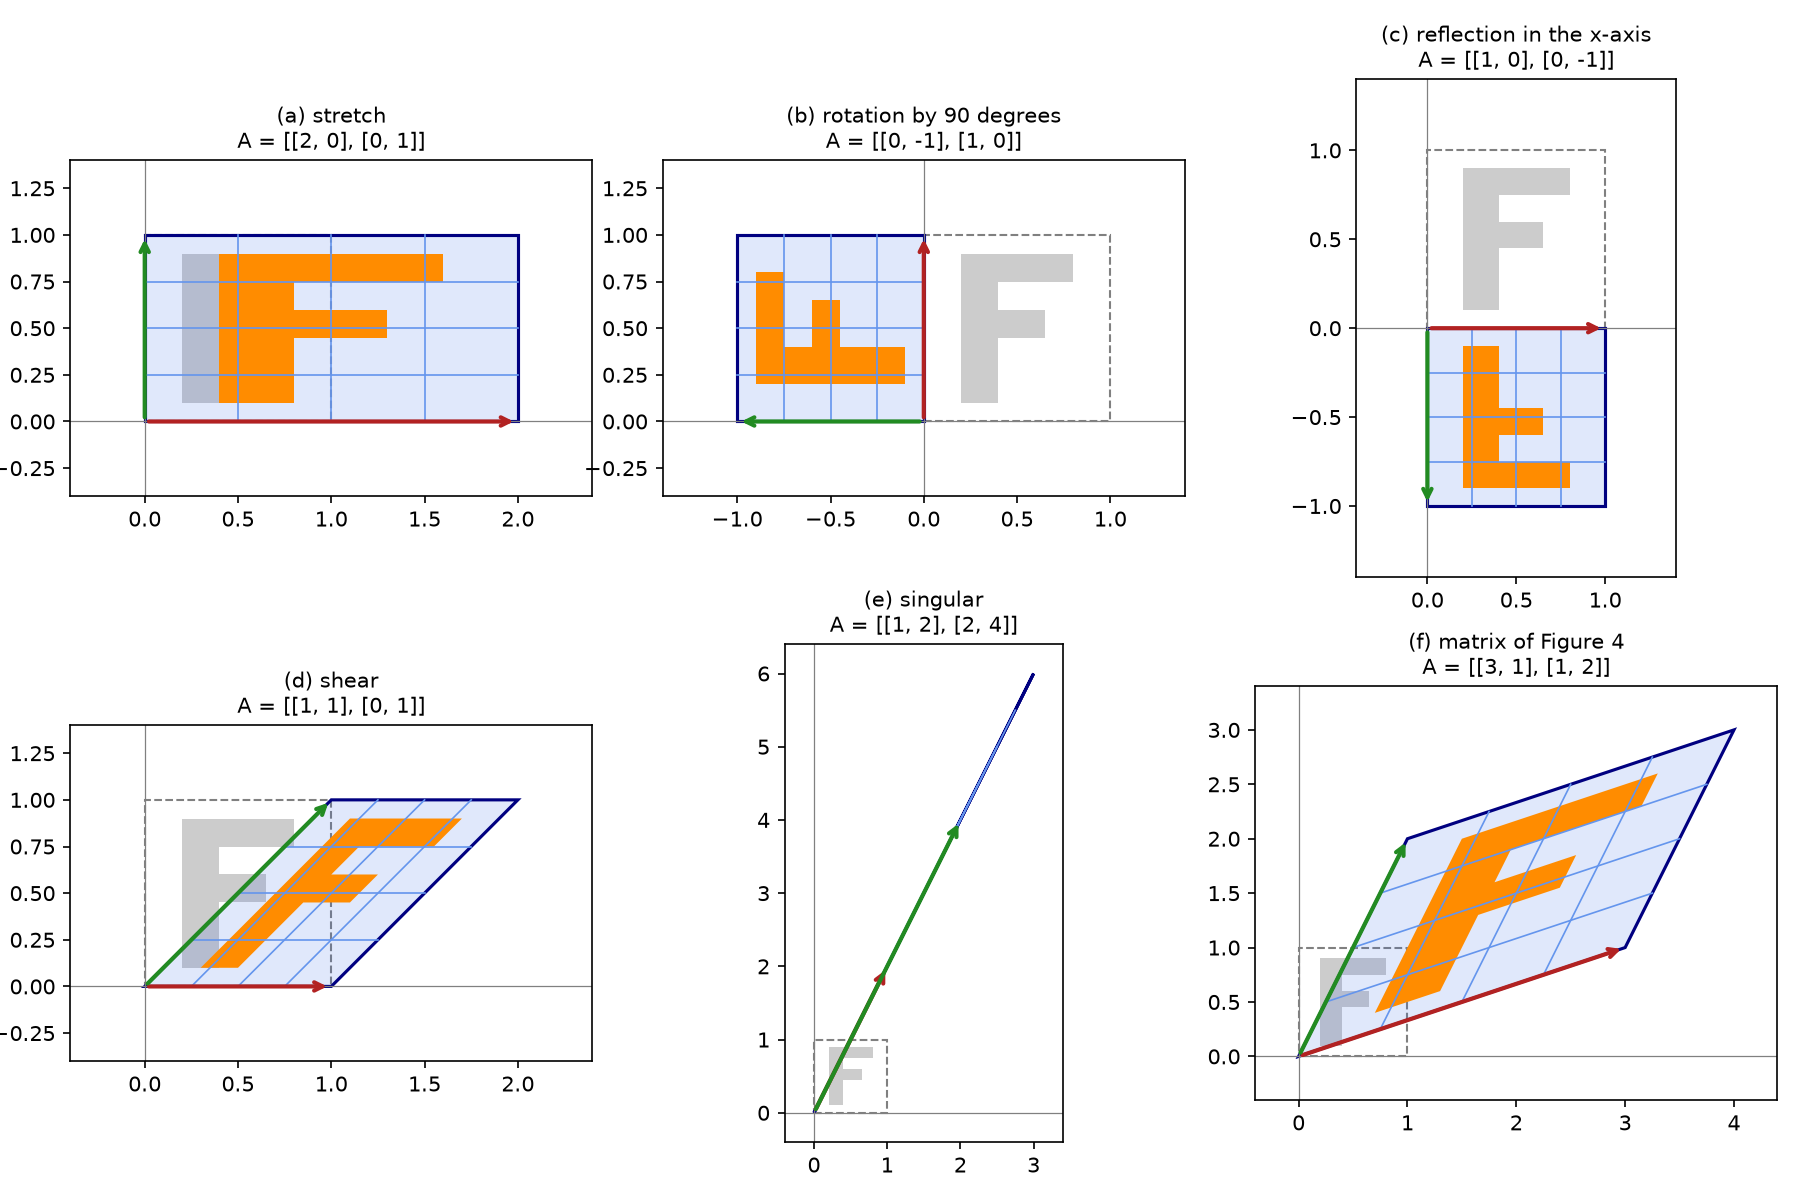 (a) stretch
A = [[2, 0], [0, 1]]
1.25
1.00
0.75
0.50
0.25
0.00
−0.25
0.0 0.5 1.0 1.5 2.0
(b) rotation by 90 degrees
A = [[0, -1], [1, 0]]
1.25
1.00
0.75
0.50
0.25
0.00
−0.25
−1.0 −0.5 0.0 0.5 1.0
F
F
(c) reflection in the x-axis
A = [[1, 0], [0, -1]]
1.0
0.5
0.0
−0.5
−1.0
0.0 0.5 1.0
F
F
(d) shear
A = [[1, 1], [0, 1]]
1.25
1.00
0.75
0.50
0.25
0.00
−0.25
0.0 0.5 1.0 1.5 2.0
F
F
(e) singular
A = [[1, 2], [2, 4]]
6
5
4
3
2
1
0
0 1 2 3
F
(f) matrix of Figure 4
A = [[3, 1], [1, 2]]
3.0
2.5
2.0
1.5
1.0
0.5
0.0
0 1 2 3 4
F
F